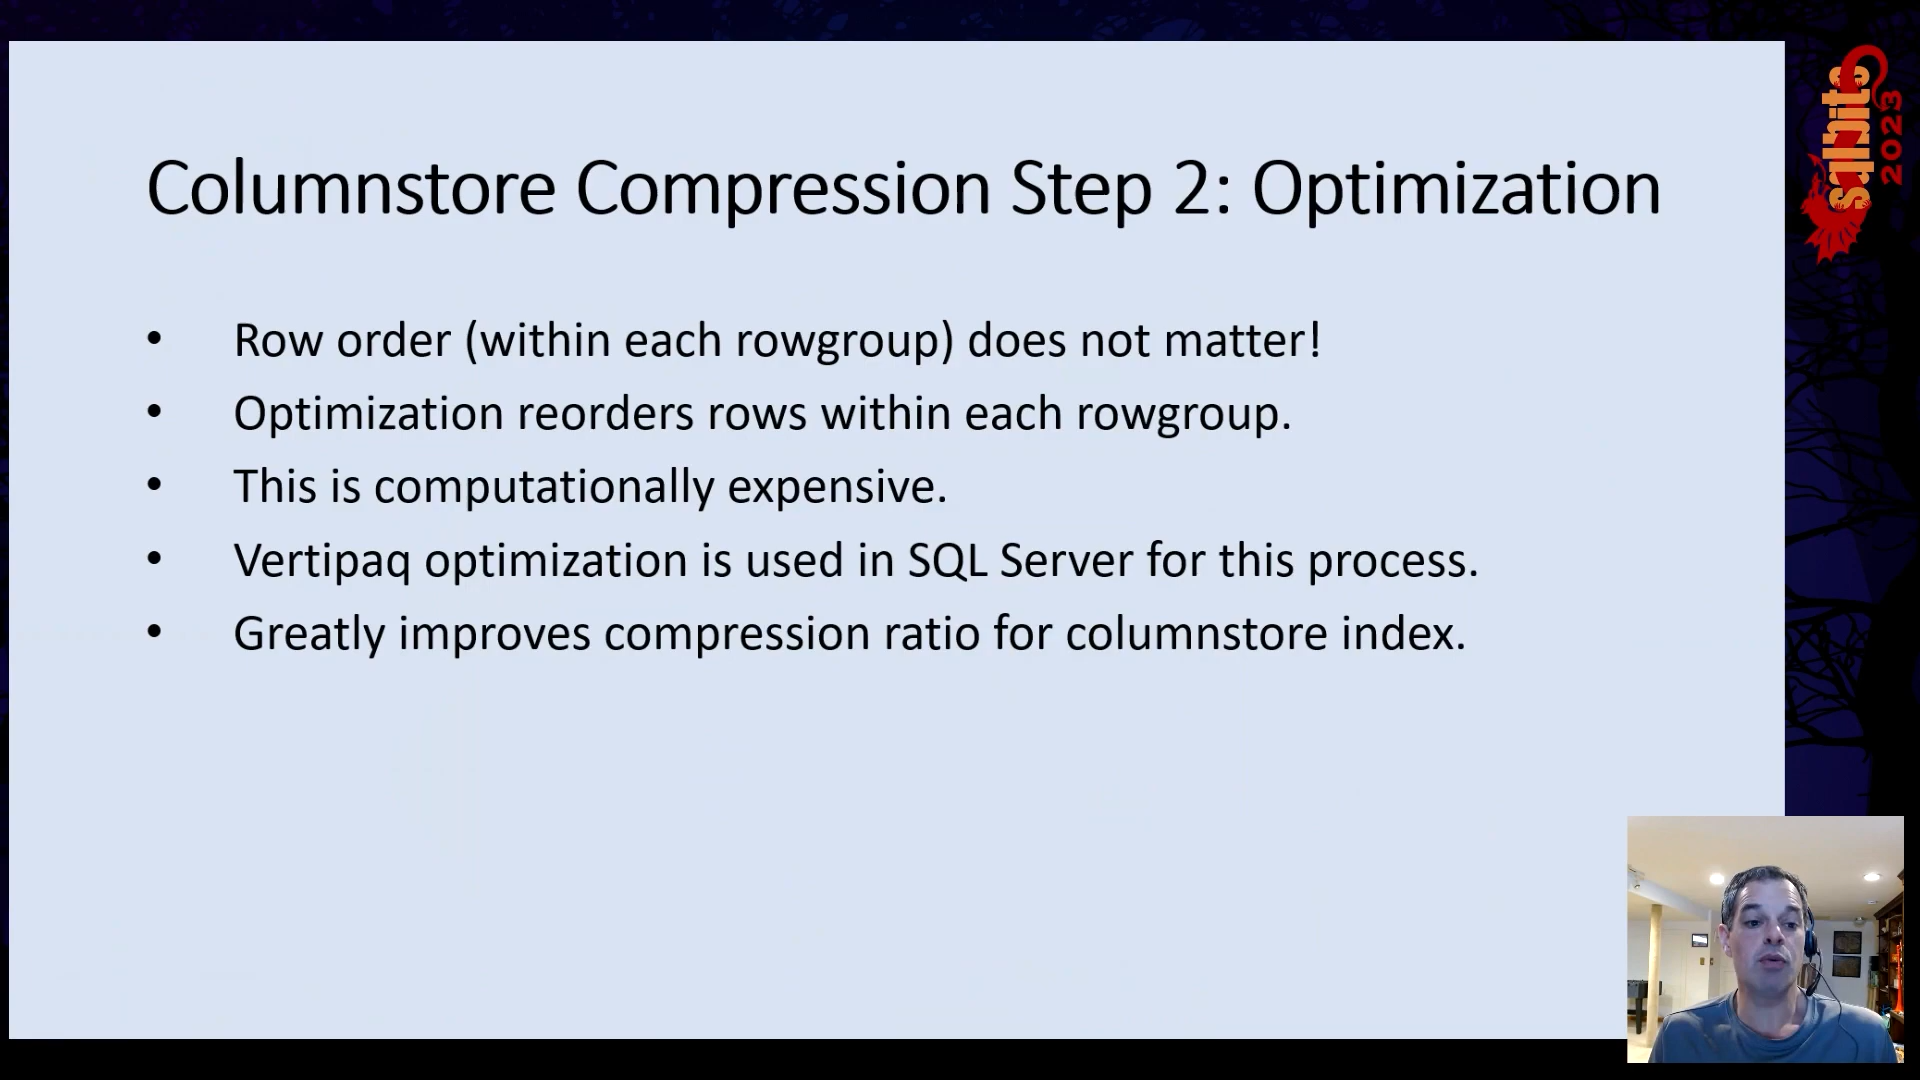 Columnstore Compression Step 2: Optimization
• Row order (within each rowgroup) does not matter!
• Optimization reorders rows within each rowgroup.
• This is computationally expensive.
• Vertipaq optimization is used in SQL Server for this process.
• Greatly improves compression ratio for columnstore index.
sqlbits
2023